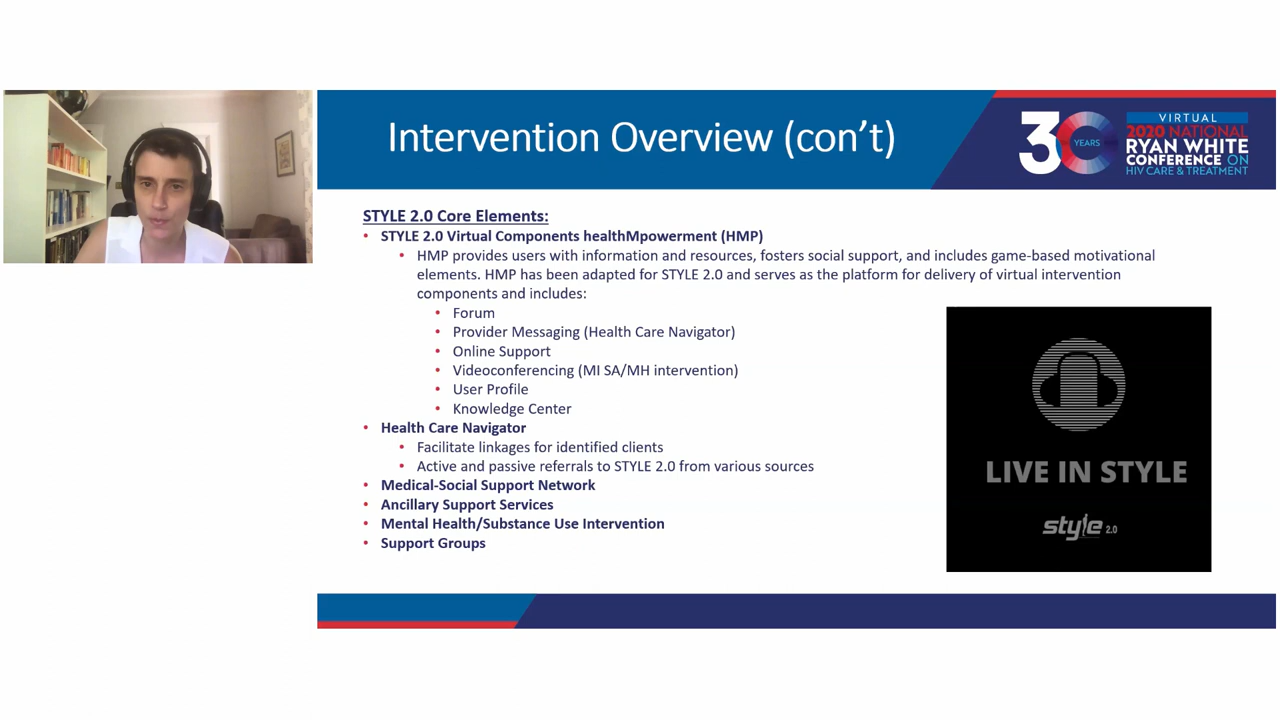 Intervention Overview (con’t)
30
YEARS
VIRTUAL
2020 NATIONAL
RYAN WHITE
CONFERENCE ON
HIV CARE & TREATMENT
STYLE 2.0 Core Elements:
• STYLE 2.0 Virtual Components healthMpowerment (HMP)
• HMP provides users with information and resources, fosters social support, and includes game-based motivational
elements. HMP has been adapted for STYLE 2.0 and serves as the platform for delivery of virtual intervention
components and includes:
• Forum
• Provider Messaging (Health Care Navigator)
• Online Support
• Videoconferencing (MI SA/MH intervention)
• User Profile
• Knowledge Center
• Health Care Navigator
• Facilitate linkages for identified clients
• Active and passive referrals to STYLE 2.0 from various sources
• Medical-Social Support Network
• Ancillary Support Services
• Mental Health/Substance Use Intervention
• Support Groups
LIVE IN STYLE
style 2.0